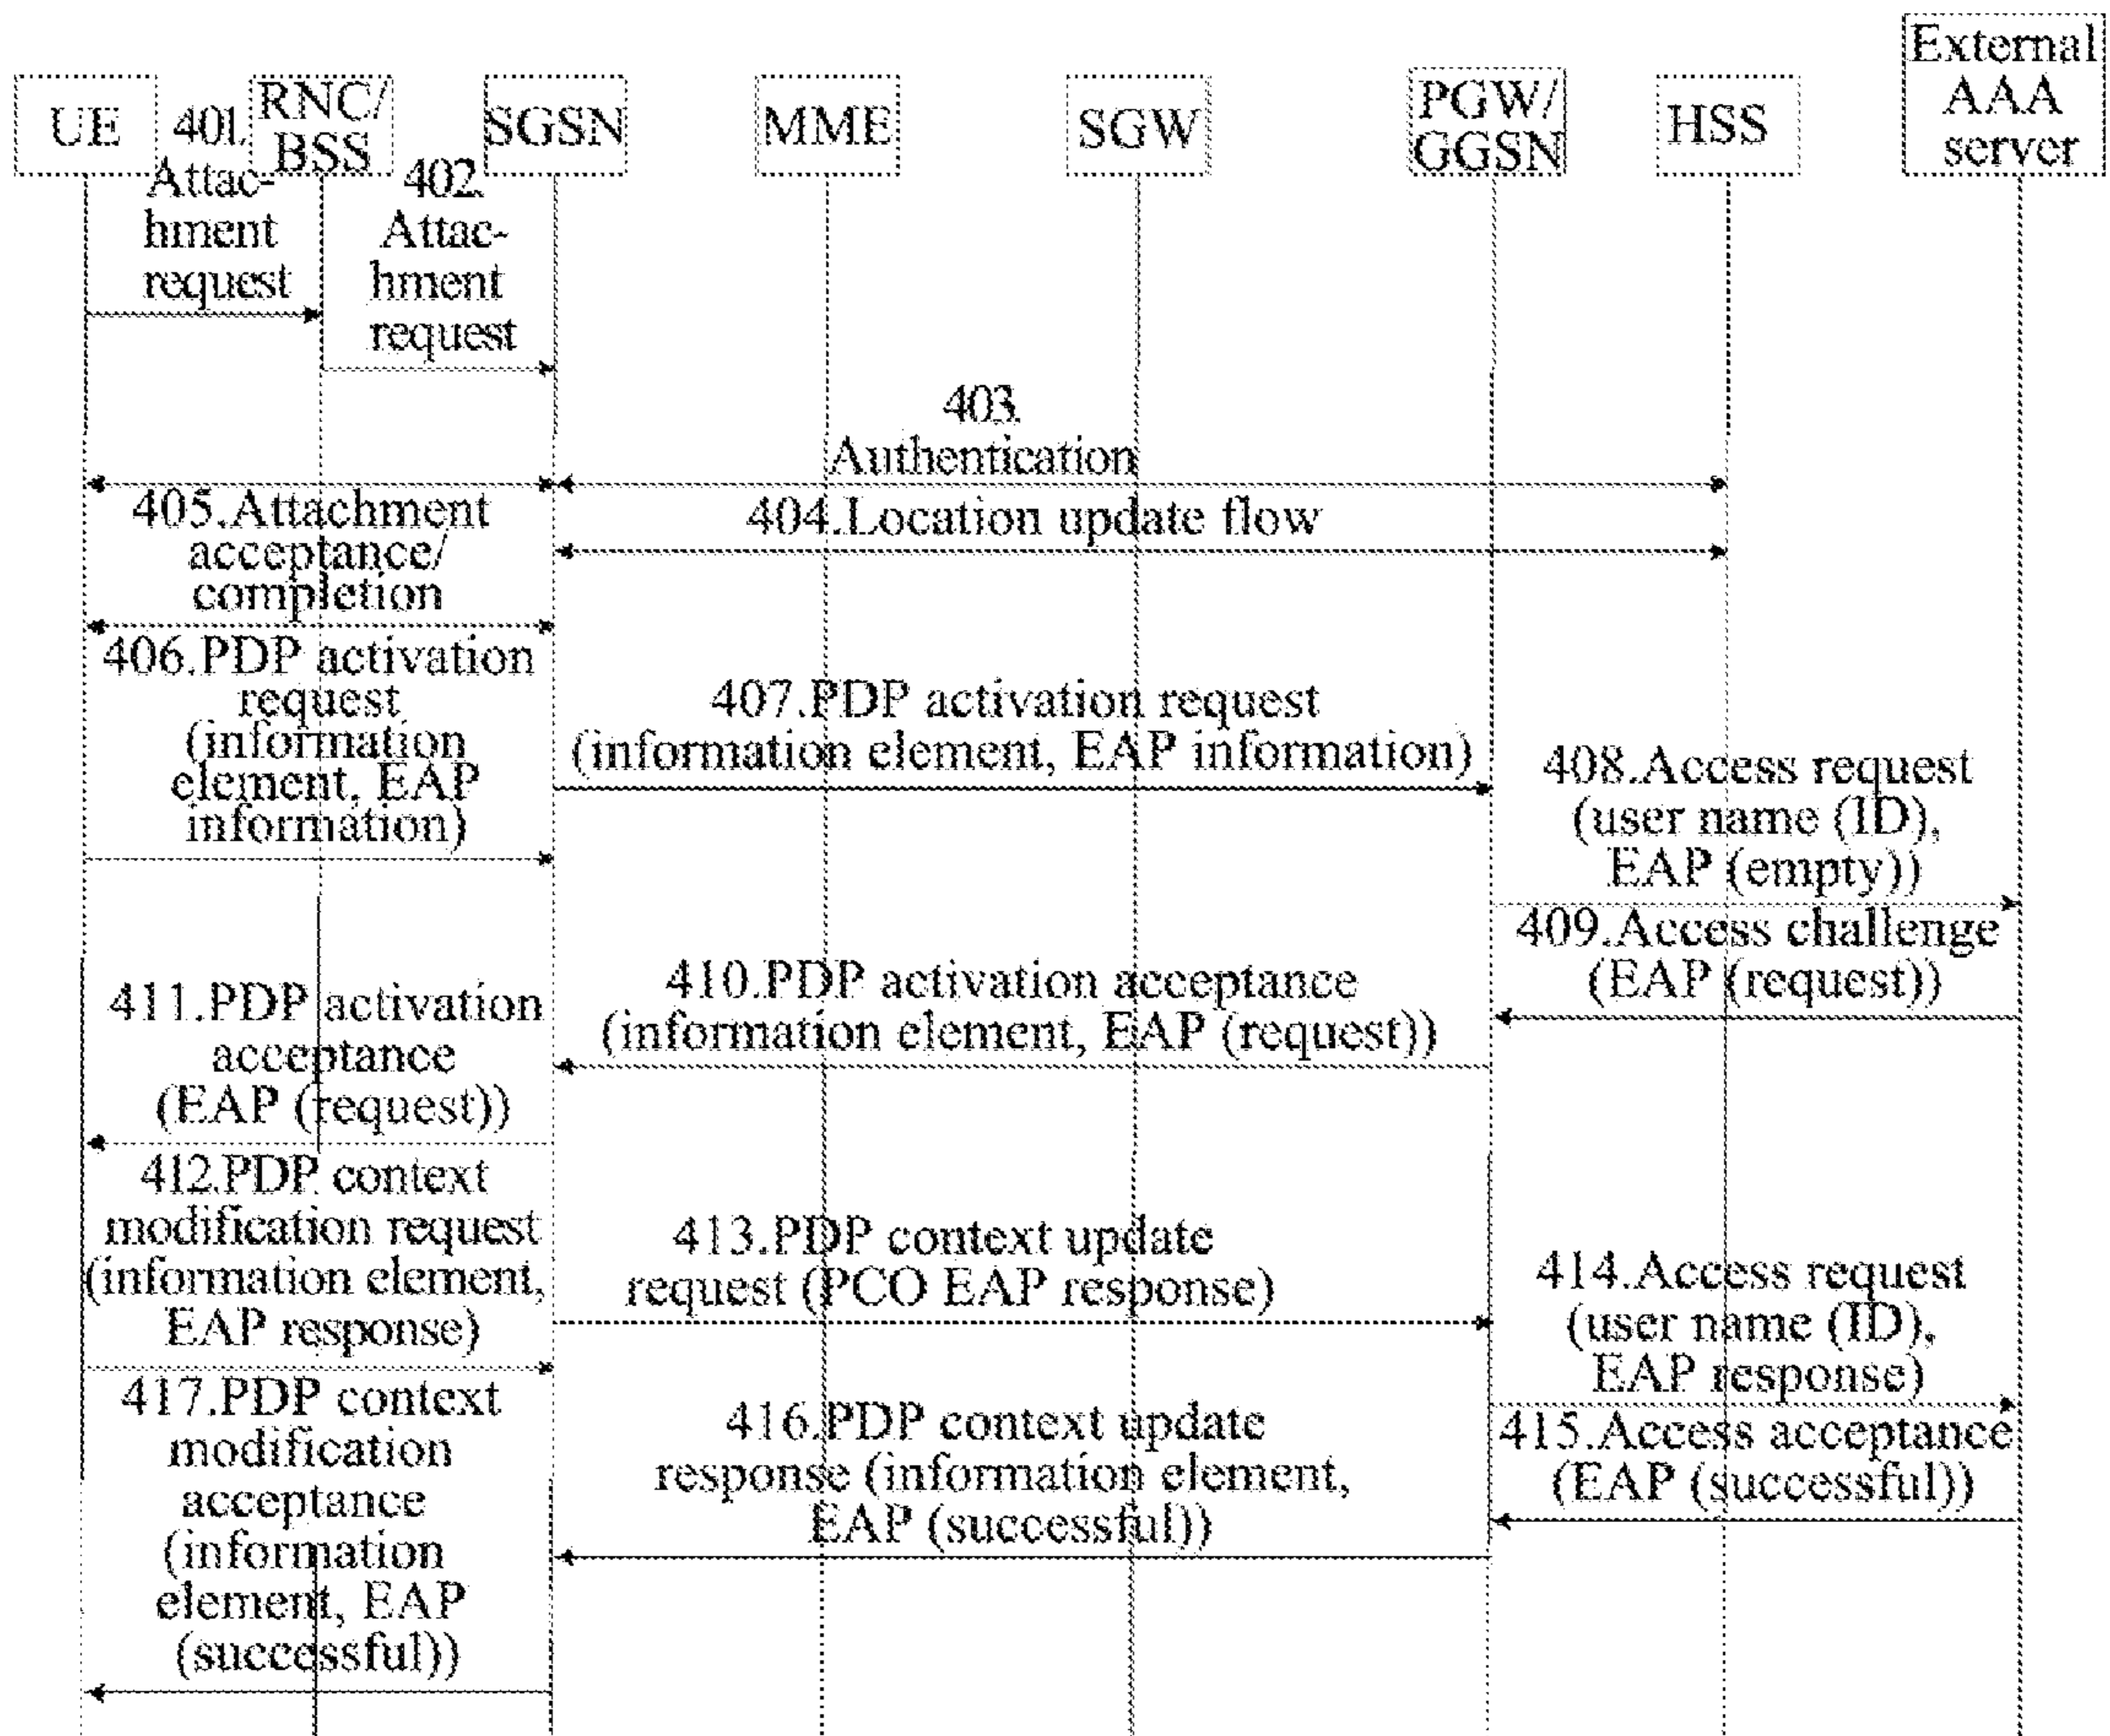 UE
401.
Attac-
hment
request
RNC/
BSS
402.
Attac-
hment
request
SGSN
MME
SGW
PGW/
GGSN
HSS
External
AAA
server
403.
Authentication
404.Location update flow
405.Attachment
acceptance/
completion
406.PDP activation
request
(information
element, EAP
information)
407.PDP activation request
(information element, EAP information)
408.Access request
(user name (ID),
EAP (empty))
409.Access challenge
(EAP (request))
410.PDP activation acceptance
(information element, EAP (request))
411.PDP activation
acceptance
(EAP (request))
412.PDP context
modification request
(information element,
EAP response)
413.PDP context update
request (PCO EAP response)
414.Access request
(user name (ID),
EAP response)
415.Access acceptance
(EAP (successful))
416.PDP context update
response (information element,
EAP (successful))
417.PDP context
modification
acceptance
(information
element, EAP
(successful))